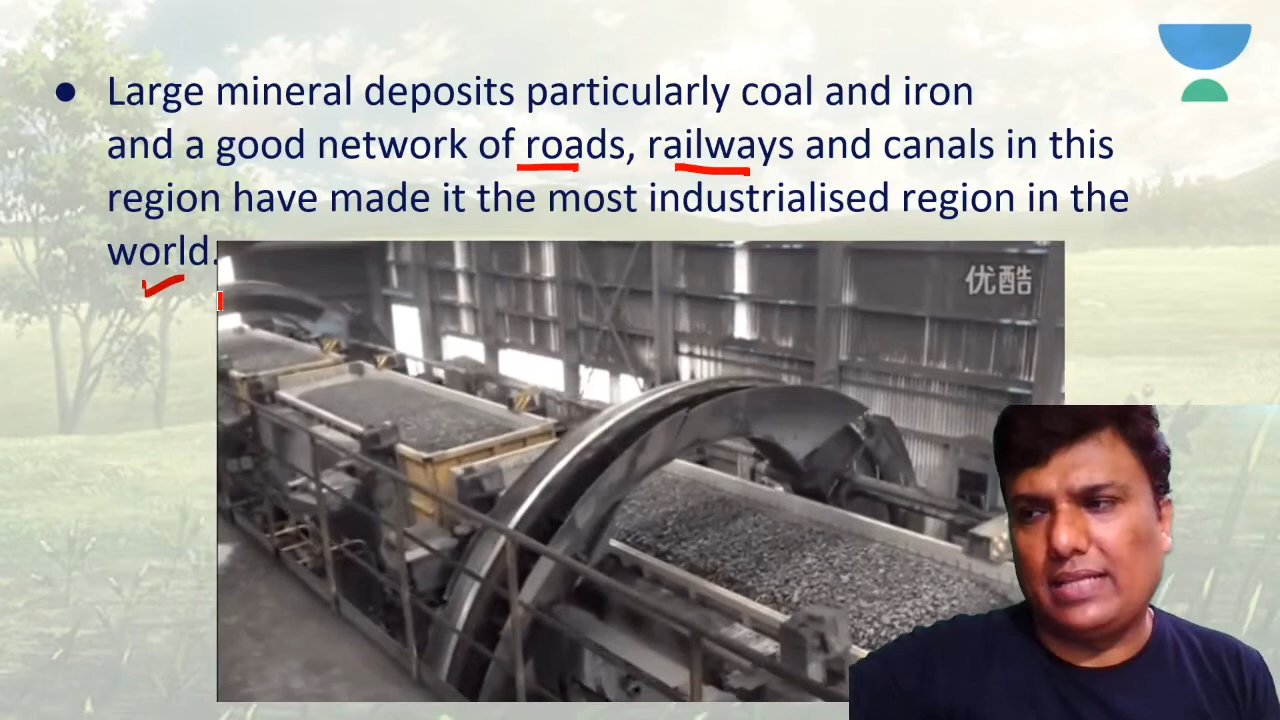 ● Large mineral deposits particularly coal and iron
and a good network of roads, railways and canals in this
region have made it the most industrialised region in the
world.
优酷